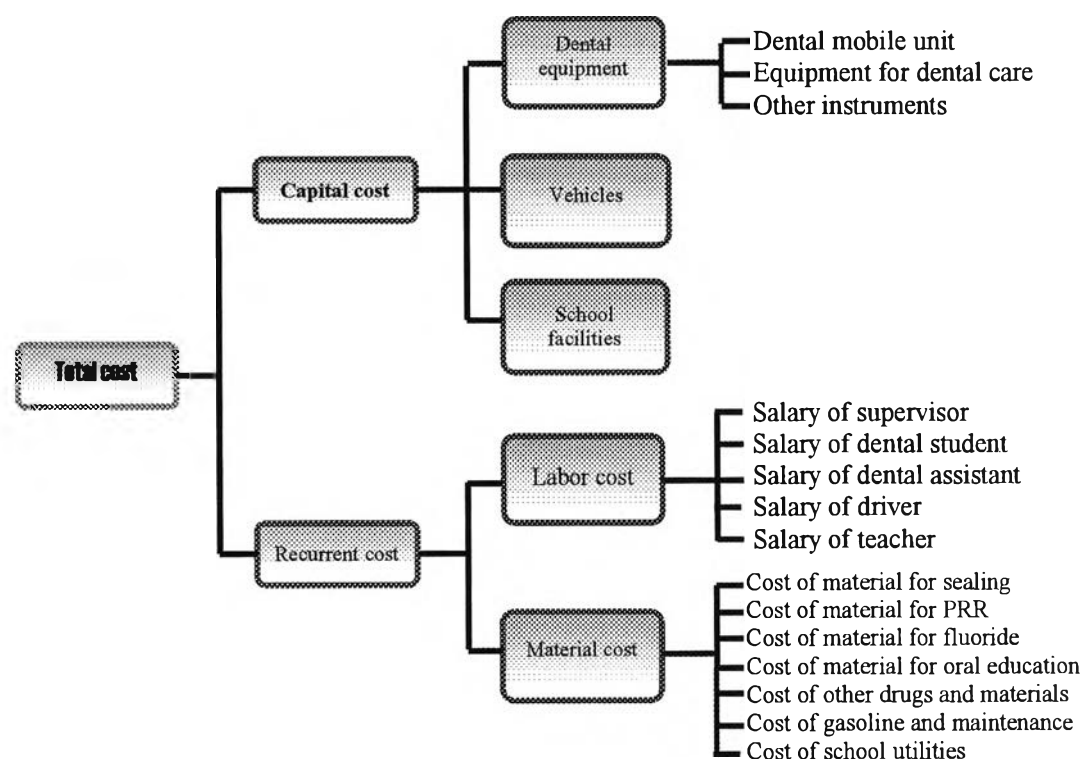 Dental
equipment
Dental mobile unit
Equipment for dental care
Other instruments
Capital cost
Vehicles
School
facilities
Total cost
Labor cost
Salary of supervisor
Salary of dental student
Salary of dental assistant
Salary of driver
Salary of teacher
Recurrent cost
Material cost
Cost of material for sealing
Cost of material for PRR
Cost of material for fluoride
Cost of material for oral education
Cost of other drugs and materials
Cost of gasoline and maintenance
Cost of school utilities